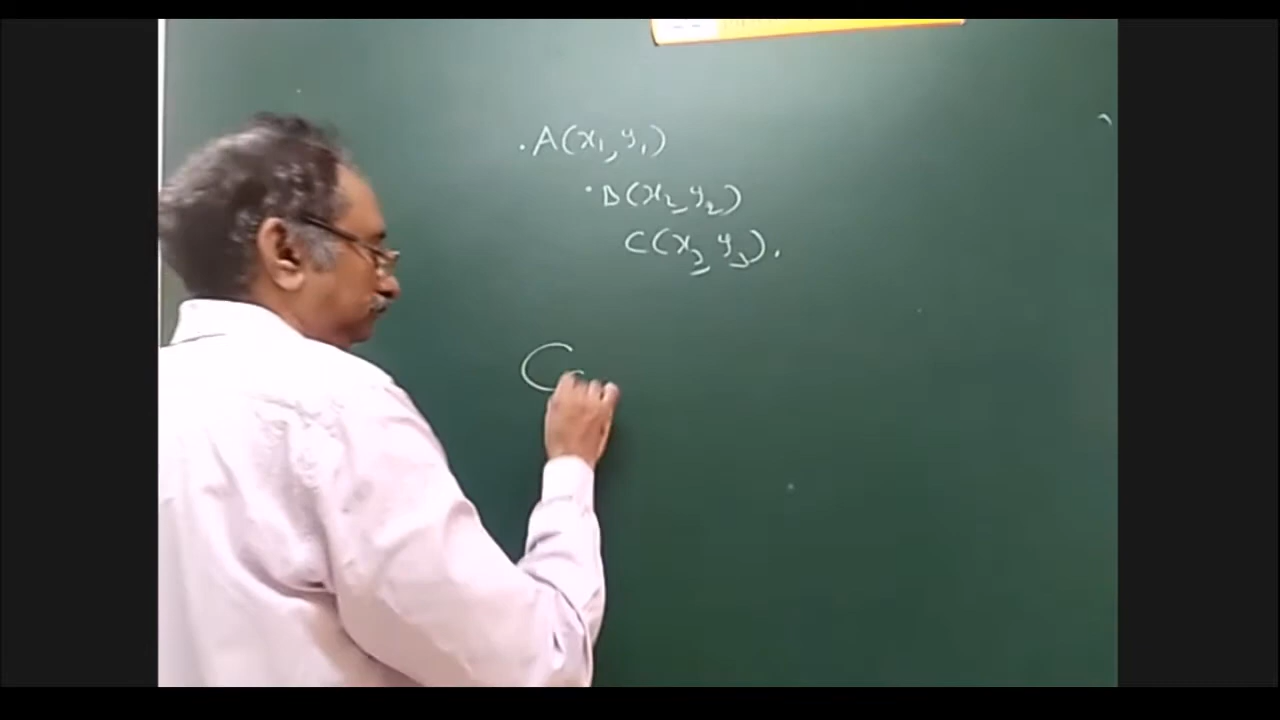 . A(x₁, y₁)
. B(x₂, y₂)
C(x₃ y₃).
C